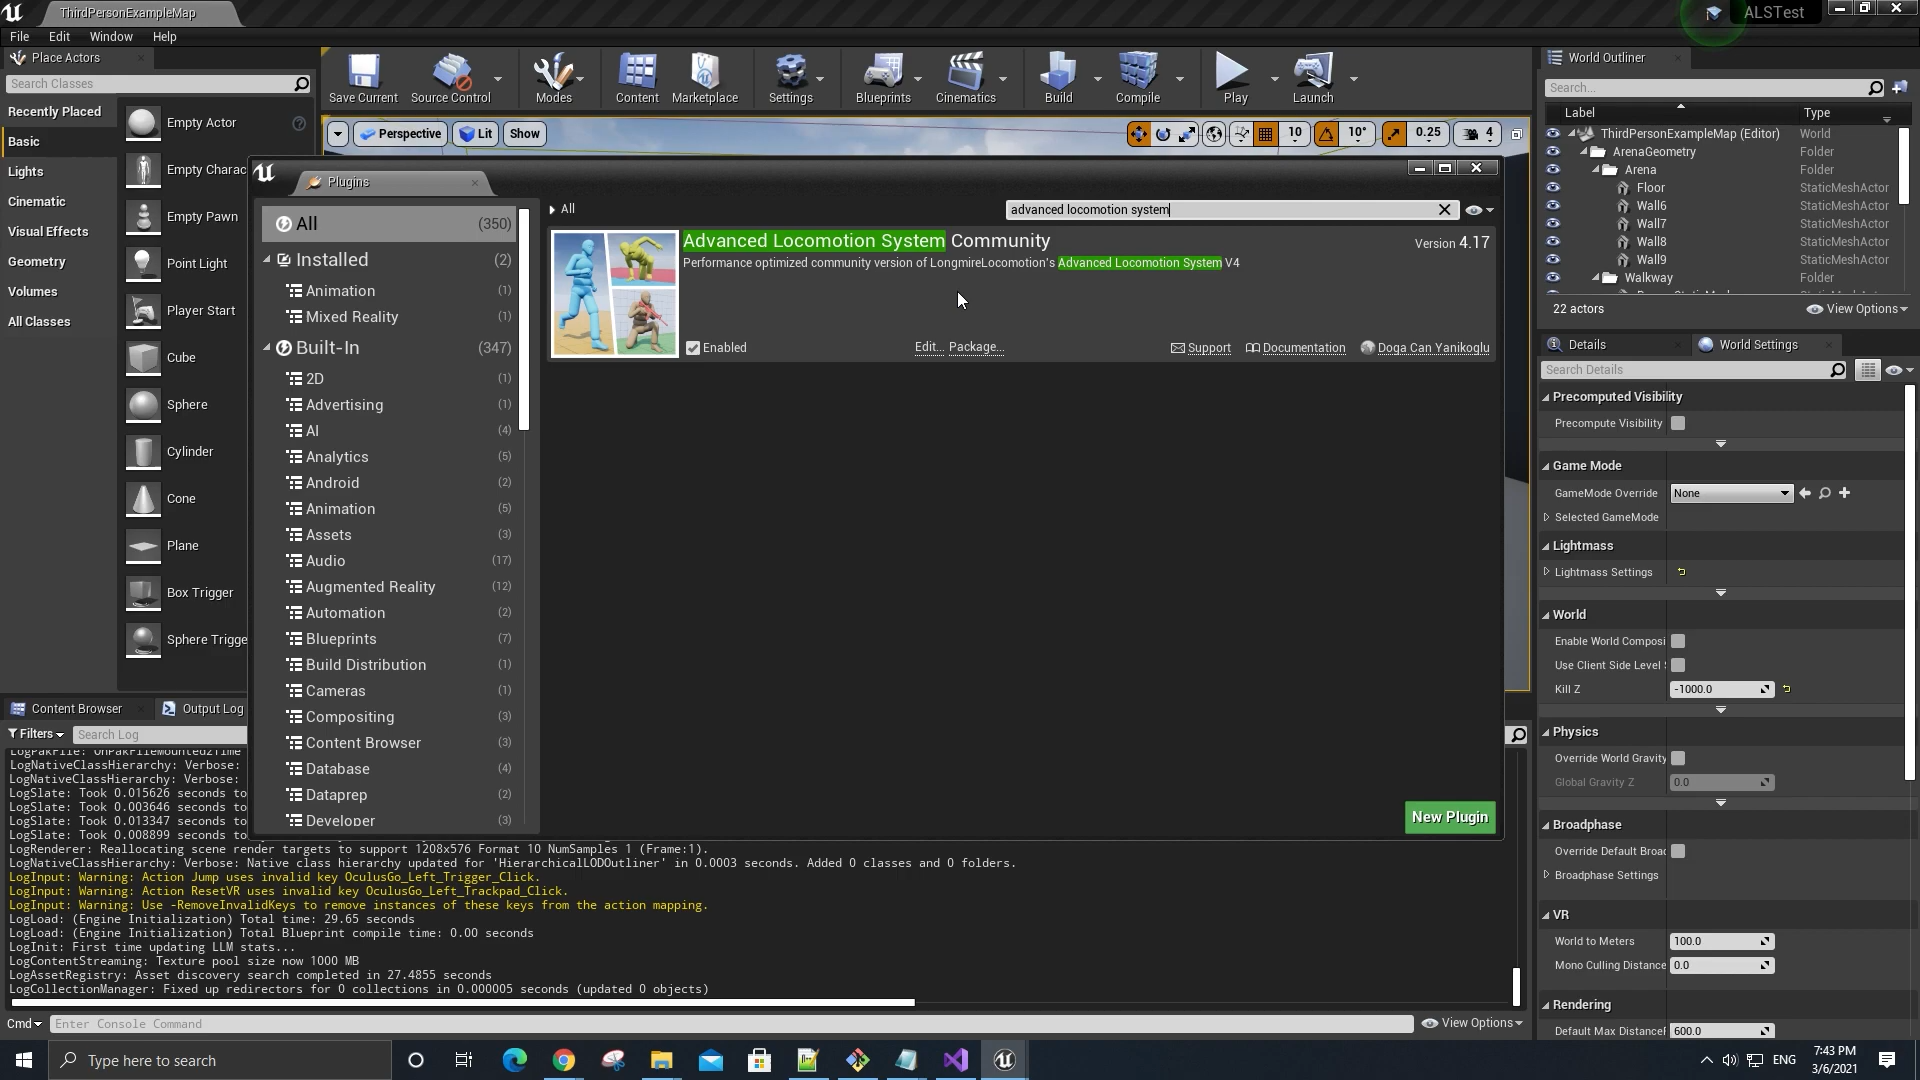 ThirdPersonExampleMap
ALSTest
File Edit Window Help
Place Actors
Search Classes
Recently Placed
Basic
Lights
Cinematic
Visual Effects
Geometry
Volumes
All Classes
Empty Actor
Empty Charac
Empty Pawn
Point Light
Player Start
Cube
Sphere
Cylinder
Cone
Plane
Box Trigger
Sphere Trigge
Save Current
Source Control
Modes
Content
Marketplace
Settings
Blueprints
Cinematics
Build
Compile
Play
Launch
Perspective Lit Show
10 10° 0.25 4
Plugins
All (350)
Installed (2)
Animation (1)
Mixed Reality (1)
Built-In (347)
2D (1)
Advertising (1)
AI (4)
Analytics (5)
Android (2)
Animation (5)
Assets (3)
Audio (17)
Augmented Reality (12)
Automation (2)
Blueprints (7)
Build Distribution (1)
Cameras (1)
Compositing (3)
Content Browser (3)
Database (4)
Dataprep (2)
Developer (3)
All
advanced locomotion system
Advanced Locomotion System Community
Version 4.17
Performance optimized community version of LongmireLocomotion's Advanced Locomotion System V4
Enabled
Edit... Package...
Support Documentation Doga Can Yanikoglu
New Plugin
World Outliner
Search...
Label Type
ThirdPersonExampleMap (Editor) World
ArenaGeometry Folder
Arena Folder
Floor StaticMeshActor
Wall6 StaticMeshActor
Wall7 StaticMeshActor
Wall8 StaticMeshActor
Wall9 StaticMeshActor
Walkway Folder
22 actors
View Options
Details
World Settings
Search Details
Precomputed Visibility
Precompute Visibility
Game Mode
GameMode Override None
Selected GameMode
Lightmass
Lightmass Settings
World
Enable World Composi
Use Client Side Level
Kill Z -1000.0
Physics
Override World Gravity
Global Gravity Z 0.0
Broadphase
Override Default Broad
Broadphase Settings
VR
World to Meters 100.0
Mono Culling Distance 0.0
Rendering
Default Max DistanceF 600.0
Content Browser
Output Log
Filters
Search Log
LogPakFile: OnPakFileMounted2Time
LogNativeClassHierarchy: Verbose:
LogNativeClassHierarchy: Verbose:
LogSlate: Took 0.015626 seconds to
LogSlate: Took 0.003646 seconds to
LogSlate: Took 0.013347 seconds to
LogSlate: Took 0.008899 seconds to
LogRenderer: Reallocating scene render targets to support 1208x576 Format 10 NumSamples 1 (Frame:1).
LogNativeClassHierarchy: Verbose: Native class hierarchy updated for 'HierarchicalLODOutliner' in 0.0003 seconds. Added 0 classes and 0 folders.
LogInput: Warning: Action Jump uses invalid key OculusGo_Left_Trigger_Click.
LogInput: Warning: Action ResetVR uses invalid key OculusGo_Left_Trackpad_Click.
LogInput: Warning: Use -RemoveInvalidKeys to remove instances of these keys from the action mapping.
LogLoad: (Engine Initialization) Total time: 29.65 seconds
LogLoad: (Engine Initialization) Total Blueprint compile time: 0.00 seconds
LogInit: First time updating LLM stats...
LogContentStreaming: Texture pool size now 1000 MB
LogAssetRegistry: Asset discovery search completed in 27.4855 seconds
LogCollectionManager: Fixed up redirectors for 0 collections in 0.000005 seconds (updated 0 objects)
Cmd
Enter Console Command
View Options
Type here to search
ENG
7:43 PM
3/6/2021